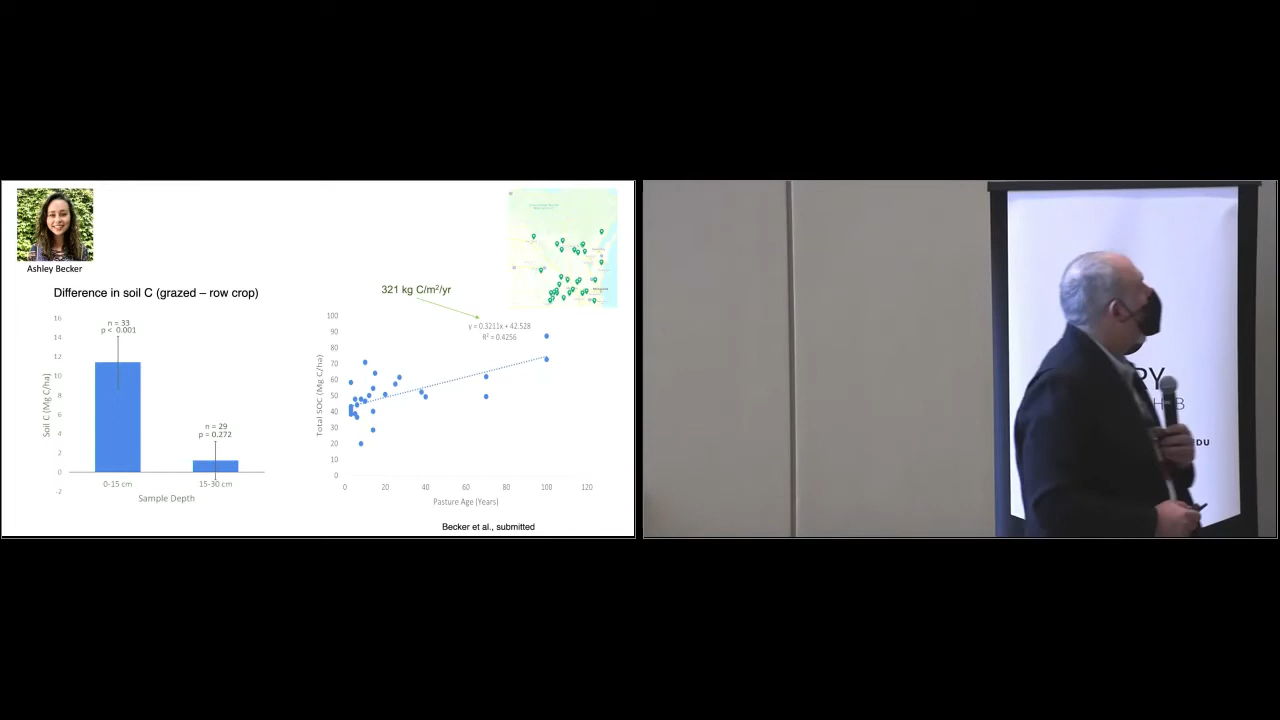 Ashley Becker
Difference in soil C (grazed – row crop)
16
14
12
10
8
6
4
2
0
-2
Soil C (Mg C/ha)
n = 33
p < 0.001
n = 29
p = 0.272
0-15 cm
15-30 cm
Sample Depth
321 kg C/m²/yr
y = 0.3211x + 42.528
R² = 0.4256
100
90
80
70
60
50
40
30
20
10
0
Total SOC (Mg C/ha)
0
20
40
60
80
100
120
Pasture Age (Years)
Becker et al., submitted
RY